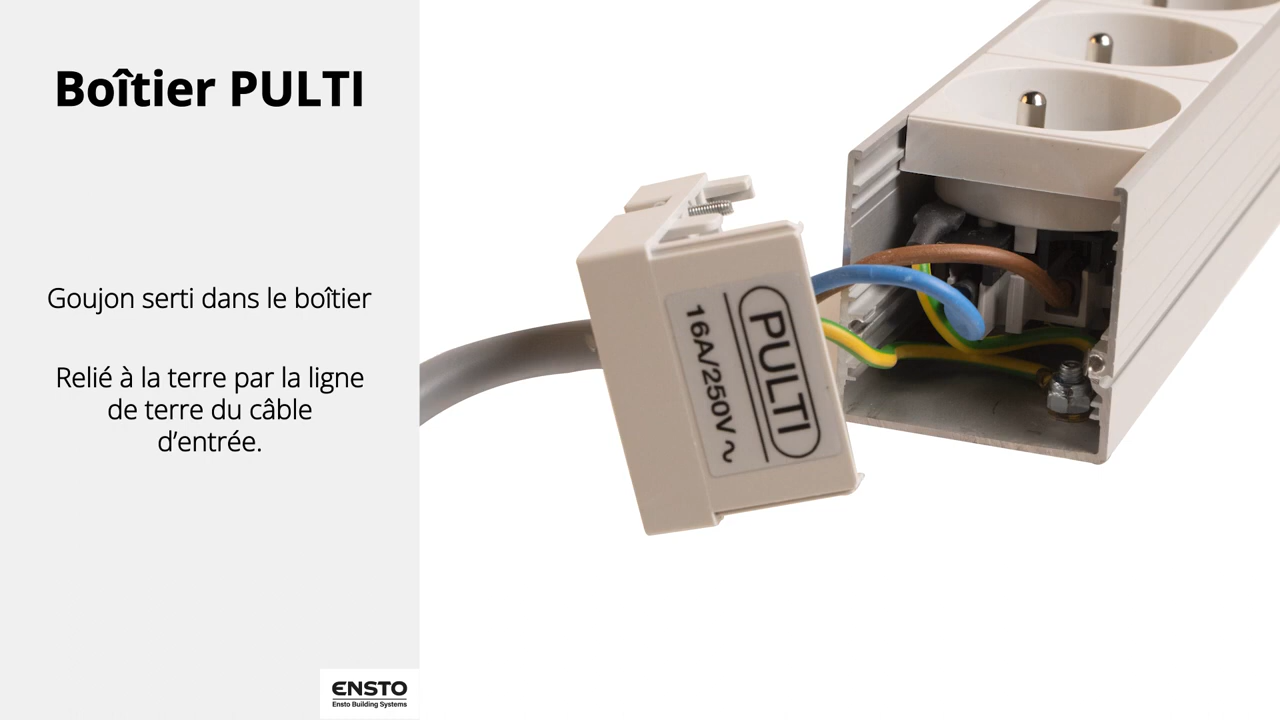 Boîtier PULTI
Goujon serti dans le boîtier
Relié à la terre par la ligne
de terre du câble
d’entrée.
PULTI
16A/250V ~
ENSTO
Ensto Building Systems